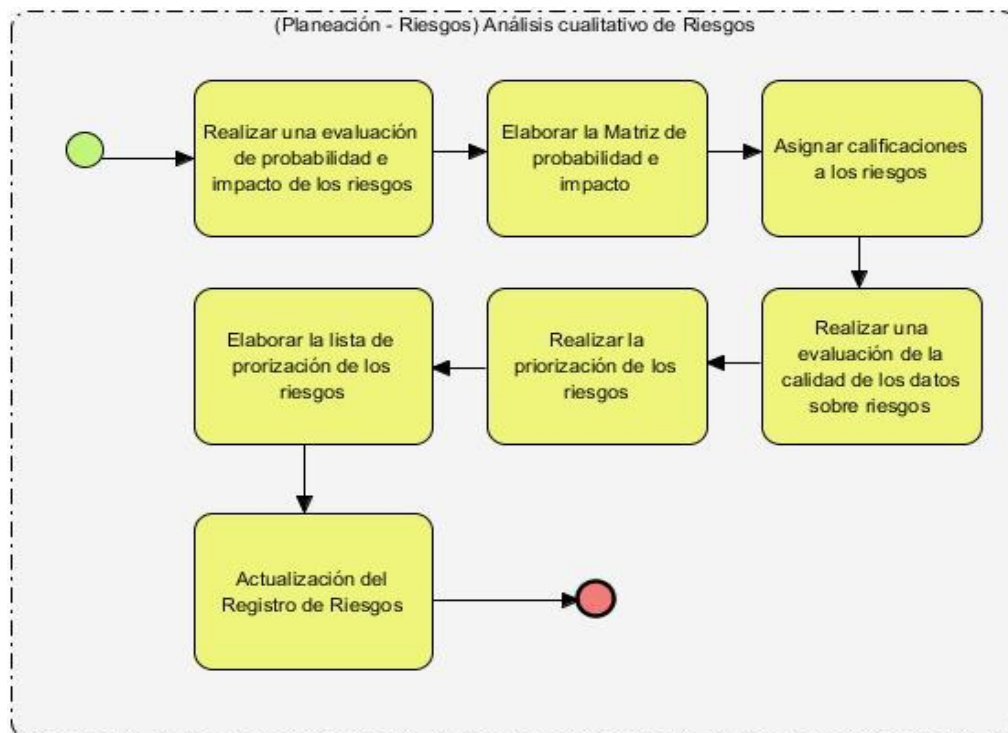 (Planeación - Riesgos) Análisis cualitativo de Riesgos
Realizar una evaluación
de probabilidad e
impacto de los riesgos
Elaborar la Matriz de
probabilidad e
impacto
Asignar calificaciones
a los riesgos
Elaborar la lista de
prorización de los
riesgos
Realizar la
priorización de los
riesgos
Realizar una
evaluación de la
calidad de los datos
sobre riesgos
Actualización del
Registro de Riesgos